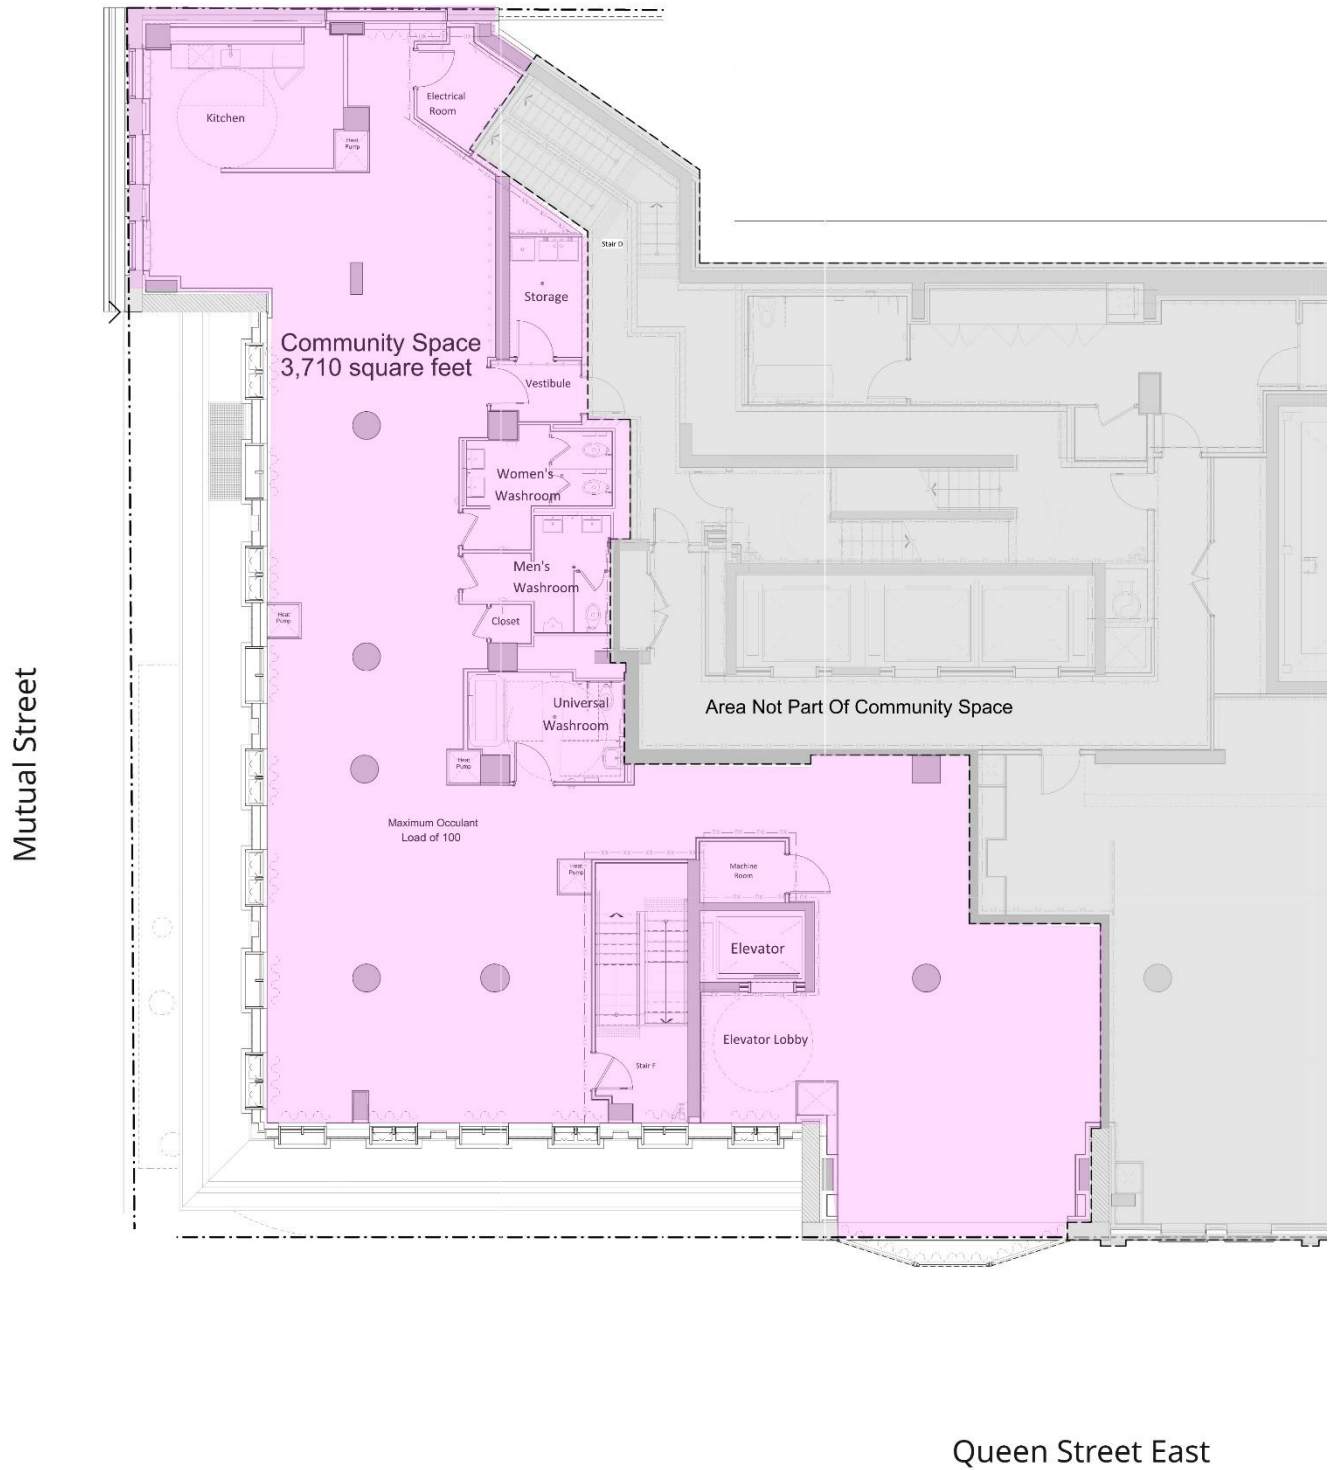 Electrical
Room
Kitchen
Heat
Pump
Stair D
Storage
Community Space
3,710 square feet
Vestibule
Women's
Washroom
Men's
Washroom
Heat
Pump
Closet
Universal
Washroom
Area Not Part Of Community Space
Heat
Pump
Mutual Street
Maximum Occulant
Load of 100
Heat
Pump
Machine
Room
Elevator
Elevator Lobby
Stair F
Queen Street East